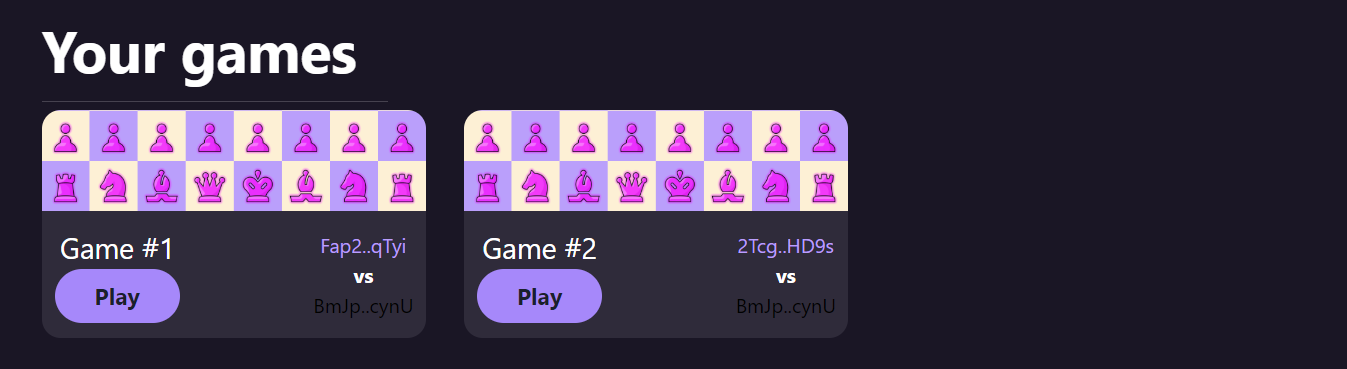 Your games
Game #1
Fap2..qTyi
vs
BmJp..cynU
Play
Game #2
2Tcg..HD9s
vs
BmJp..cynU
Play